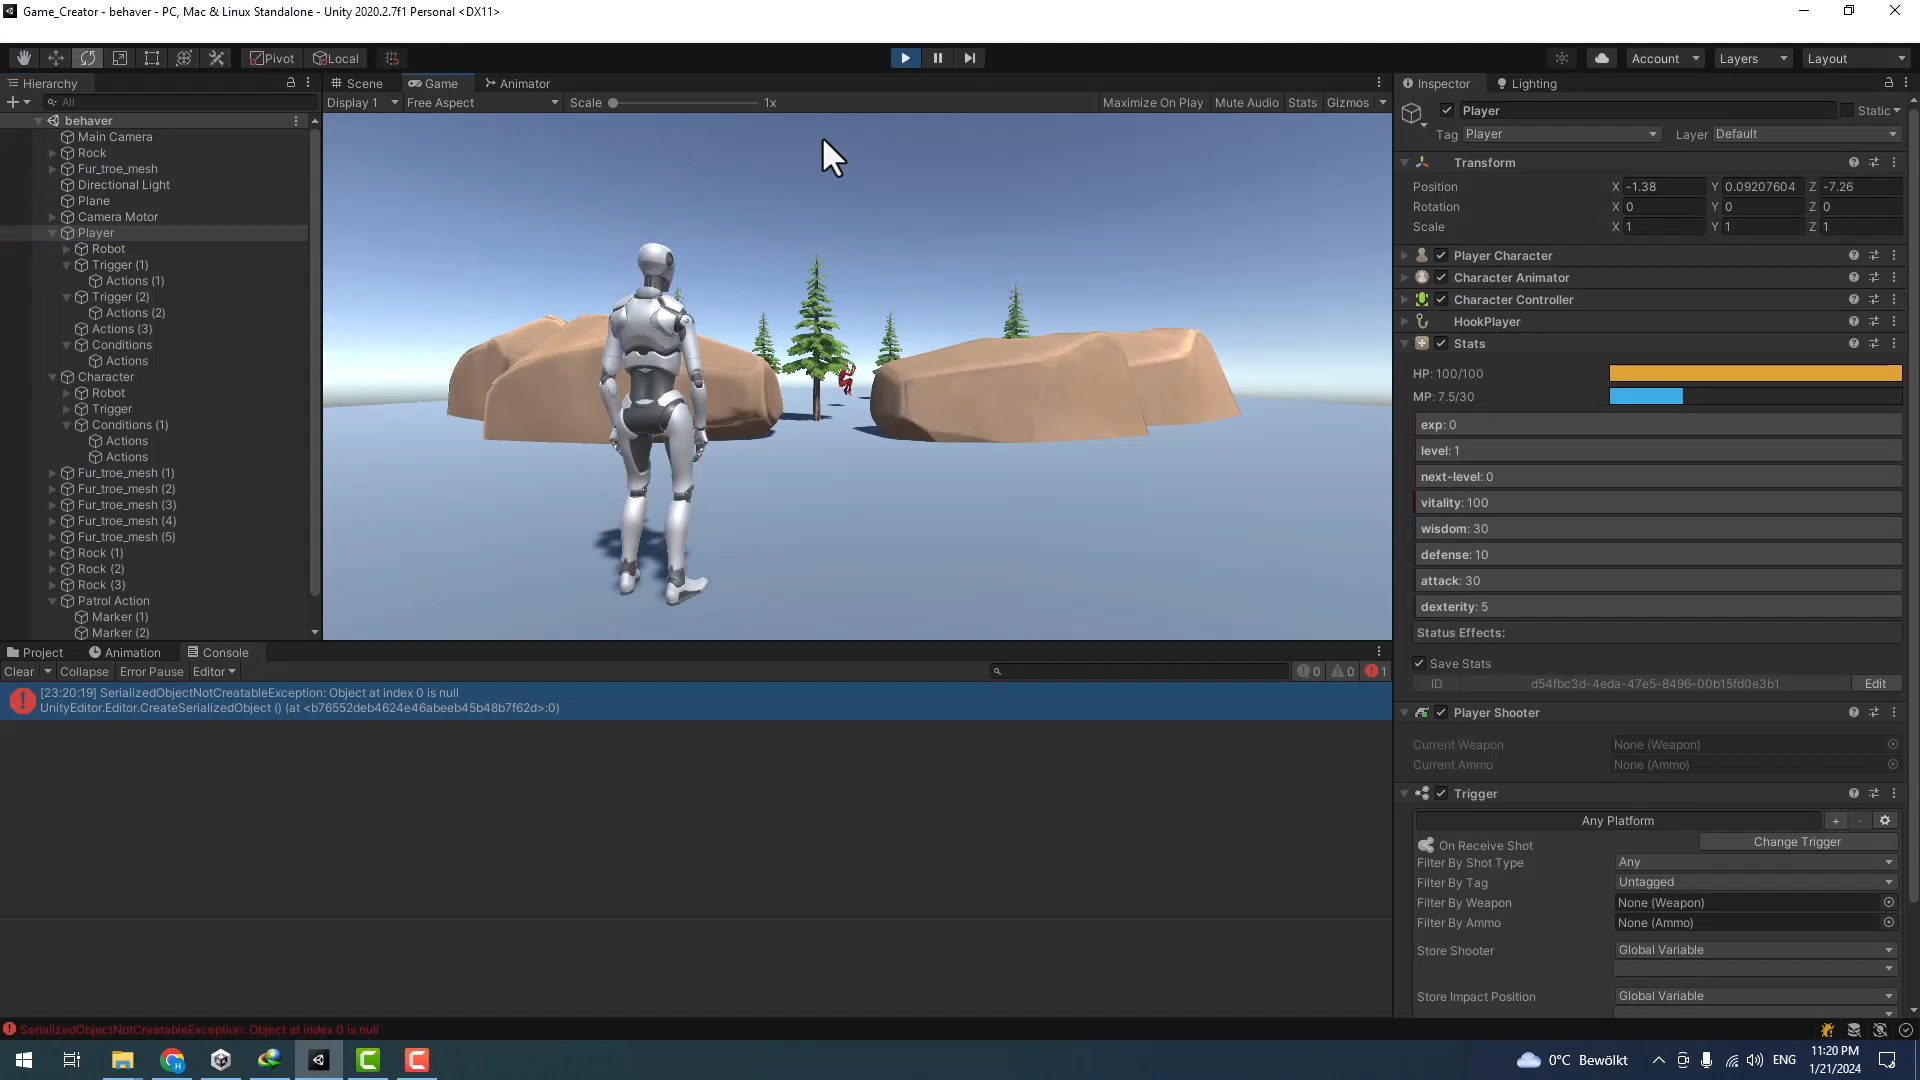 Game_Creator - behaver - PC, Mac & Linux Standalone - Unity 2020.2.7f1 Personal <DX11>
Pivot
Local
Account
Layers
Layout
Hierarchy
All
behaver
Main Camera
Rock
Fur_troe_mesh
Directional Light
Plane
Camera Motor
Player
Robot
Trigger (1)
Actions (1)
Trigger (2)
Actions (2)
Actions (3)
Conditions
Actions
Character
Robot
Trigger
Conditions (1)
Actions
Actions
Fur_troe_mesh (1)
Fur_troe_mesh (2)
Fur_troe_mesh (3)
Fur_troe_mesh (4)
Fur_troe_mesh (5)
Rock (1)
Rock (2)
Rock (3)
Patrol Action
Marker (1)
Marker (2)
Scene
Game
Animator
Display 1
Free Aspect
Scale
1x
Maximize On Play
Mute Audio
Stats
Gizmos
Inspector
Lighting
Player
Static
Tag
Player
Layer
Default
Transform
Position
X -1.38 Y 0.09207604 Z -7.26
Rotation
X 0 Y 0 Z 0
Scale
X 1 Y 1 Z 1
Player Character
Character Animator
Character Controller
HookPlayer
Stats
HP: 100/100
MP: 7.5/30
exp: 0
level: 1
next-level: 0
vitality: 100
wisdom: 30
defense: 10
attack: 30
dexterity: 5
Status Effects:
Save Stats
ID
d54fbc3d-4eda-47e5-8496-00b15fd0e3b1
Edit
Player Shooter
Current Weapon
None (Weapon)
Current Ammo
None (Ammo)
Trigger
Any Platform
+
-
On Receive Shot
Change Trigger
Filter By Shot Type
Any
Filter By Tag
Untagged
Filter By Weapon
None (Weapon)
Filter By Ammo
None (Ammo)
Store Shooter
Global Variable
Store Impact Position
Global Variable
Project
Animation
Console
Clear
Collapse
Error Pause
Editor
0
0
1
[23:20:19] SerializedObjectNotCreatableException: Object at index 0 is null
UnityEditor.Editor.CreateSerializedObject () (at <b76552deb4624e46abeeb45b48b7f62d>:0)
SerializedObjectNotCreatableException: Object at index 0 is null
0°C Bewölkt
ENG
11:20 PM
1/21/2024